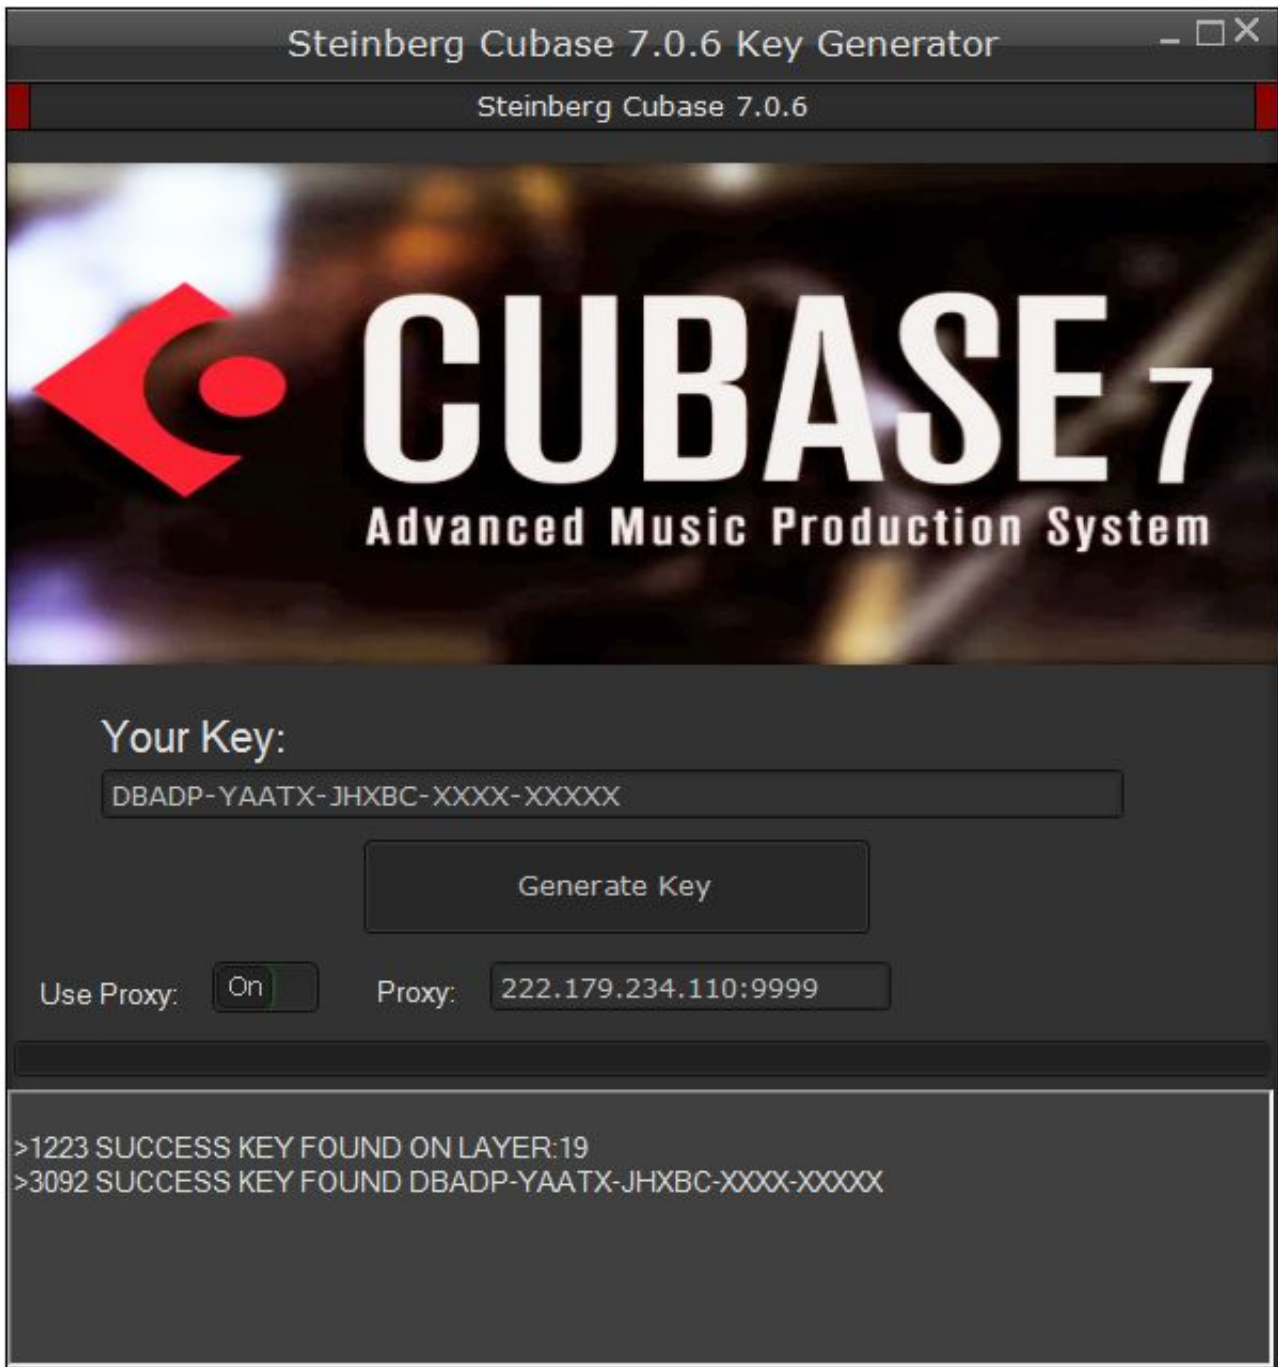 Steinberg Cubase 7.0.6 Key Generator
Steinberg Cubase 7.0.6
CUBASE 7
Advanced Music Production System
Your Key:
DBADP-YAATX-JHXBC-XXXX-XXXXX
Generate Key
Use Proxy: On Proxy: 222.179.234.110:9999
>1223 SUCCESS KEY FOUND ON LAYER:19
>3092 SUCCESS KEY FOUND DBADP-YAATX-JHXBC-XXXX-XXXXX